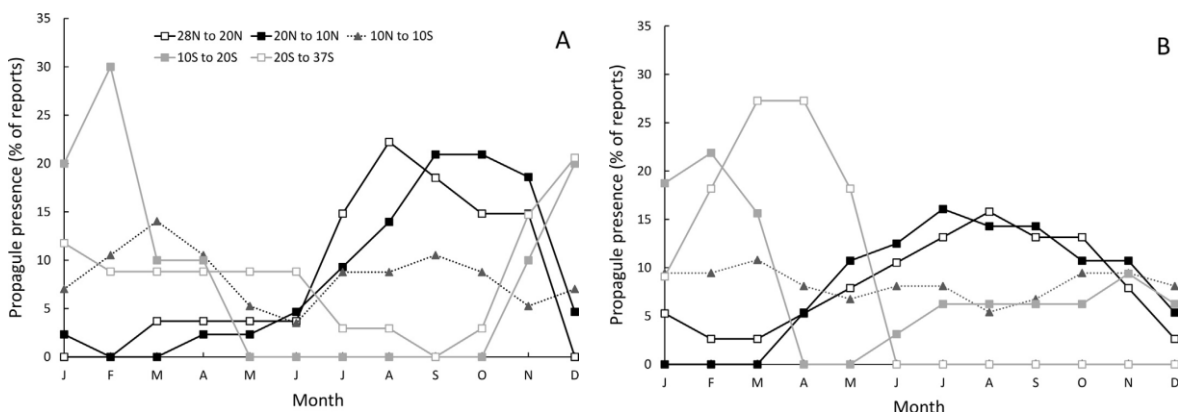 A
28N to 20N 20N to 10N 10N to 10S
10S to 20S 20S to 37S
Propagule presence (% of reports)
35
30
25
20
15
10
5
0
J F M A M J J A S O N D
Month
B
Propagule presence (% of reports)
35
30
25
20
15
10
5
0
J F M A M J J A S O N D
Month